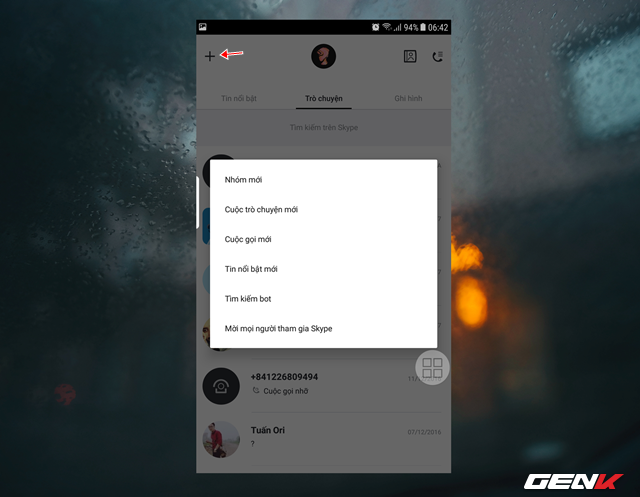 94% 06:42
Tin nổi bật Trò chuyện Ghi hình
Tìm kiếm trên Skype
Nhóm mới
Cuộc trò chuyện mới
Cuộc gọi mới
Tin nổi bật mới
Tìm kiếm bot
Mời mọi người tham gia Skype
+841226809494
11/
Cuộc gọi nhỡ
Tuấn Ori
07/12/2016
?
GENK